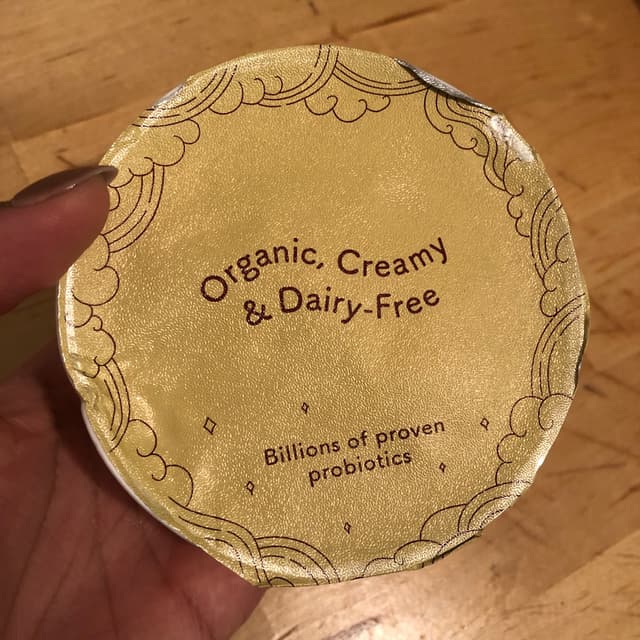 Organic, Creamy
& Dairy-Free
Billions of proven
probiotics